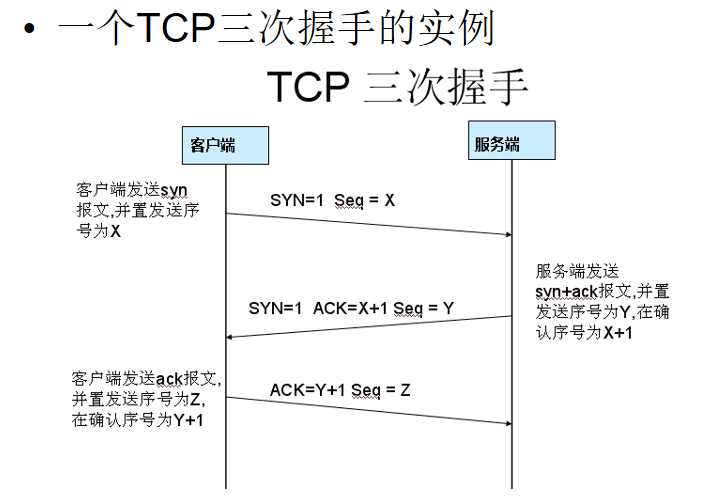 • 一个TCP三次握手的实例
TCP 三次握手
客户端
服务端
客户端发送syn
报文,并置发送序
号为X
SYN=1 Seq = X
服务端发送
syn+ack报文,并置
发送序号为Y,在确
认序号为X+1
SYN=1 ACK=X+1 Seq = Y
客户端发送ack报文,
并置发送序号为Z,
在确认序号为Y+1
ACK=Y+1 Seq = Z